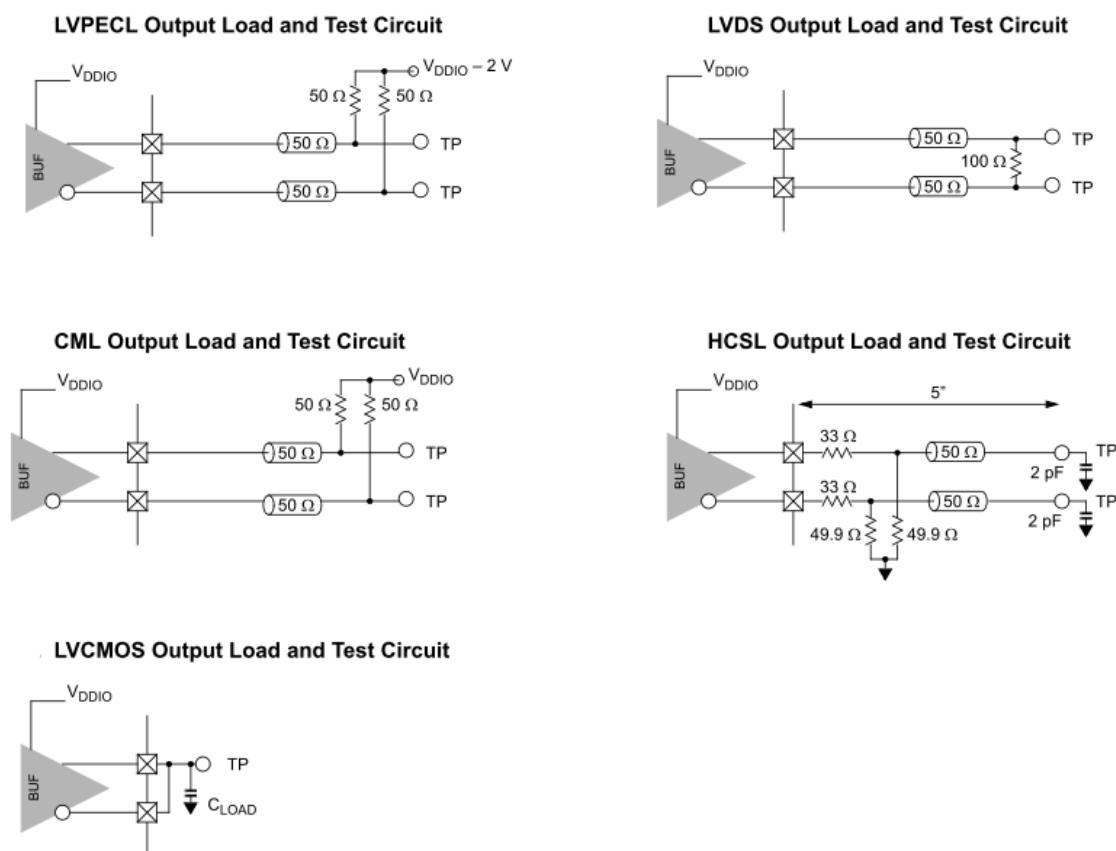 LVPECL Output Load and Test Circuit
VDDIO
VDDIO – 2 V
50 Ω
50 Ω
BUF
50 Ω
TP
50 Ω
TP
LVDS Output Load and Test Circuit
VDDIO
BUF
50 Ω
TP
100 Ω
50 Ω
TP
CML Output Load and Test Circuit
VDDIO
VDDIO
50 Ω
50 Ω
BUF
50 Ω
TP
50 Ω
TP
HCSL Output Load and Test Circuit
VDDIO
5"
BUF
33 Ω
50 Ω
TP
2 pF
33 Ω
50 Ω
TP
2 pF
49.9 Ω
49.9 Ω
LVCMOS Output Load and Test Circuit
VDDIO
BUF
TP
CLOAD